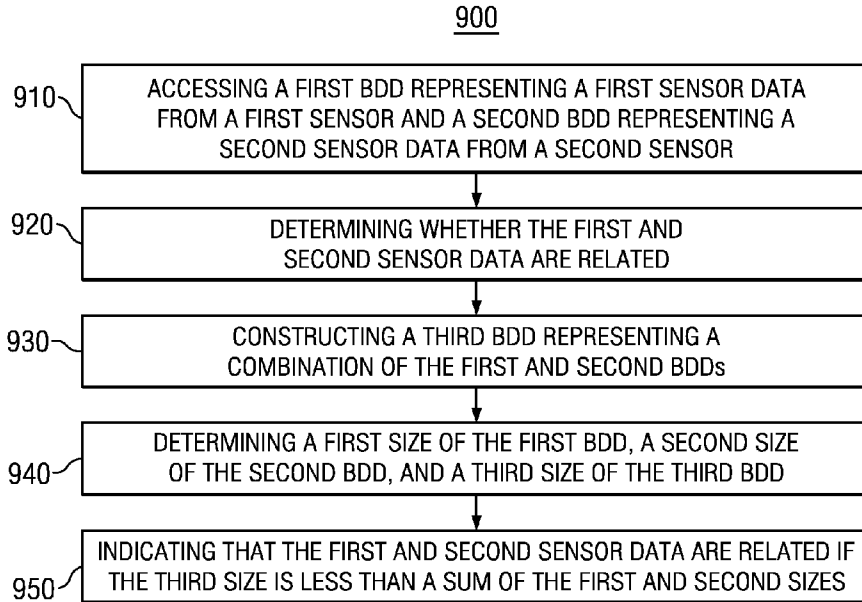 900
910
ACCESSING A FIRST BDD REPRESENTING A FIRST SENSOR DATA
FROM A FIRST SENSOR AND A SECOND BDD REPRESENTING A
SECOND SENSOR DATA FROM A SECOND SENSOR.
920
DETERMINING WHETHER THE FIRST AND
SECOND SENSOR DATA ARE RELATED
930
CONSTRUCTING A THIRD BDD REPRESENTING A
COMBINATION OF THE FIRST AND SECOND BDDs
940
DETERMINING A FIRST SIZE OF THE FIRST BDD, A SECOND SIZE
OF THE SECOND BDD, AND A THIRD SIZE OF THE THIRD BDD
950
INDICATING THAT THE FIRST AND SECOND SENSOR DATA ARE RELATED IF
THE THIRD SIZE IS LESS THAN A SUM OF THE FIRST AND SECOND SIZES